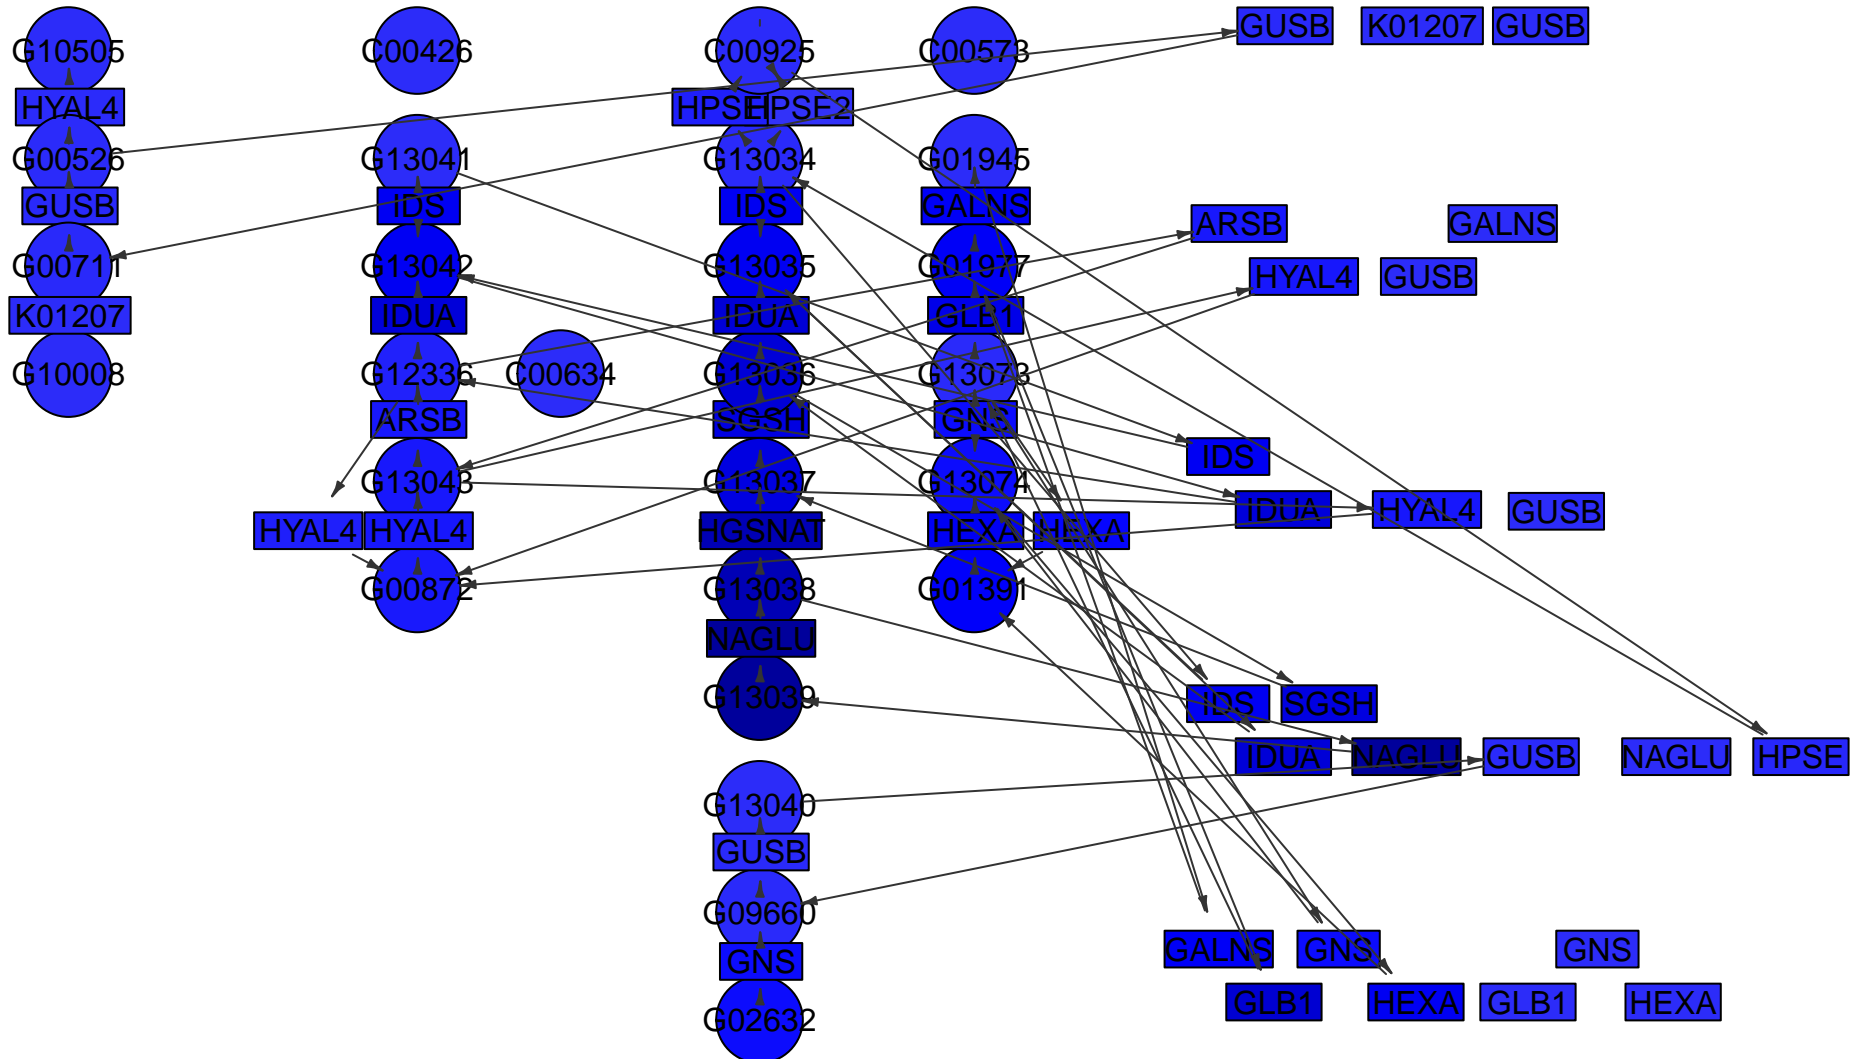 G10505 C00426 C00925 C00573 GUSB K01207 GUSB
HYAL4 HPSE HPSE2
G00526 G13041 G13034 G01945
GUSB IDS IDS GALNS ARSB GALNS
G00711 G13042 G13035 G01977 HYAL4 GUSB
K01207 IDUA IDUA GLB1
G10008 G12336 C00634 G13036 G13073
ARSB SGSH GNS
IDS
G13043 G13037 G13074
IDUA HYAL4 GUSB
HYAL4 HYAL4 HGSNAT HEXA HEXA
G00872 G13038 G01391
NAGLU
G13039 IDS SGSH
IDUA NAGLU GUSB NAGLU HPSE
G13040
GUSB
G09660
GNS GALNS GNS GNS
GLB1 HEXA GLB1 HEXA
G02632